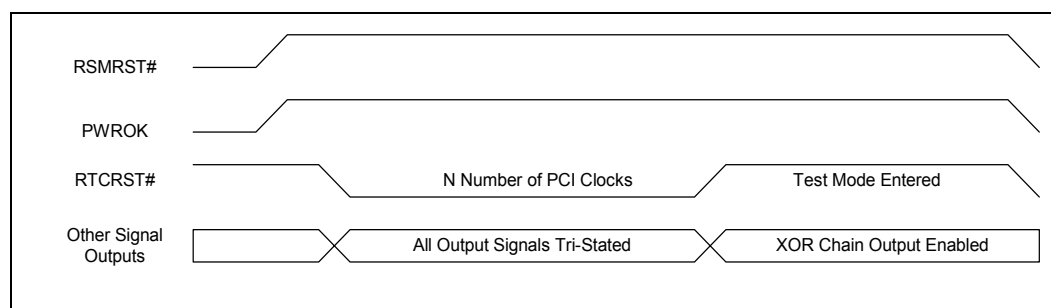 RSMRST#
PWROK
RTCRST#
N Number of PCI Clocks
Test Mode Entered
Other Signal
Outputs
All Output Signals Tri-Stated
XOR Chain Output Enabled